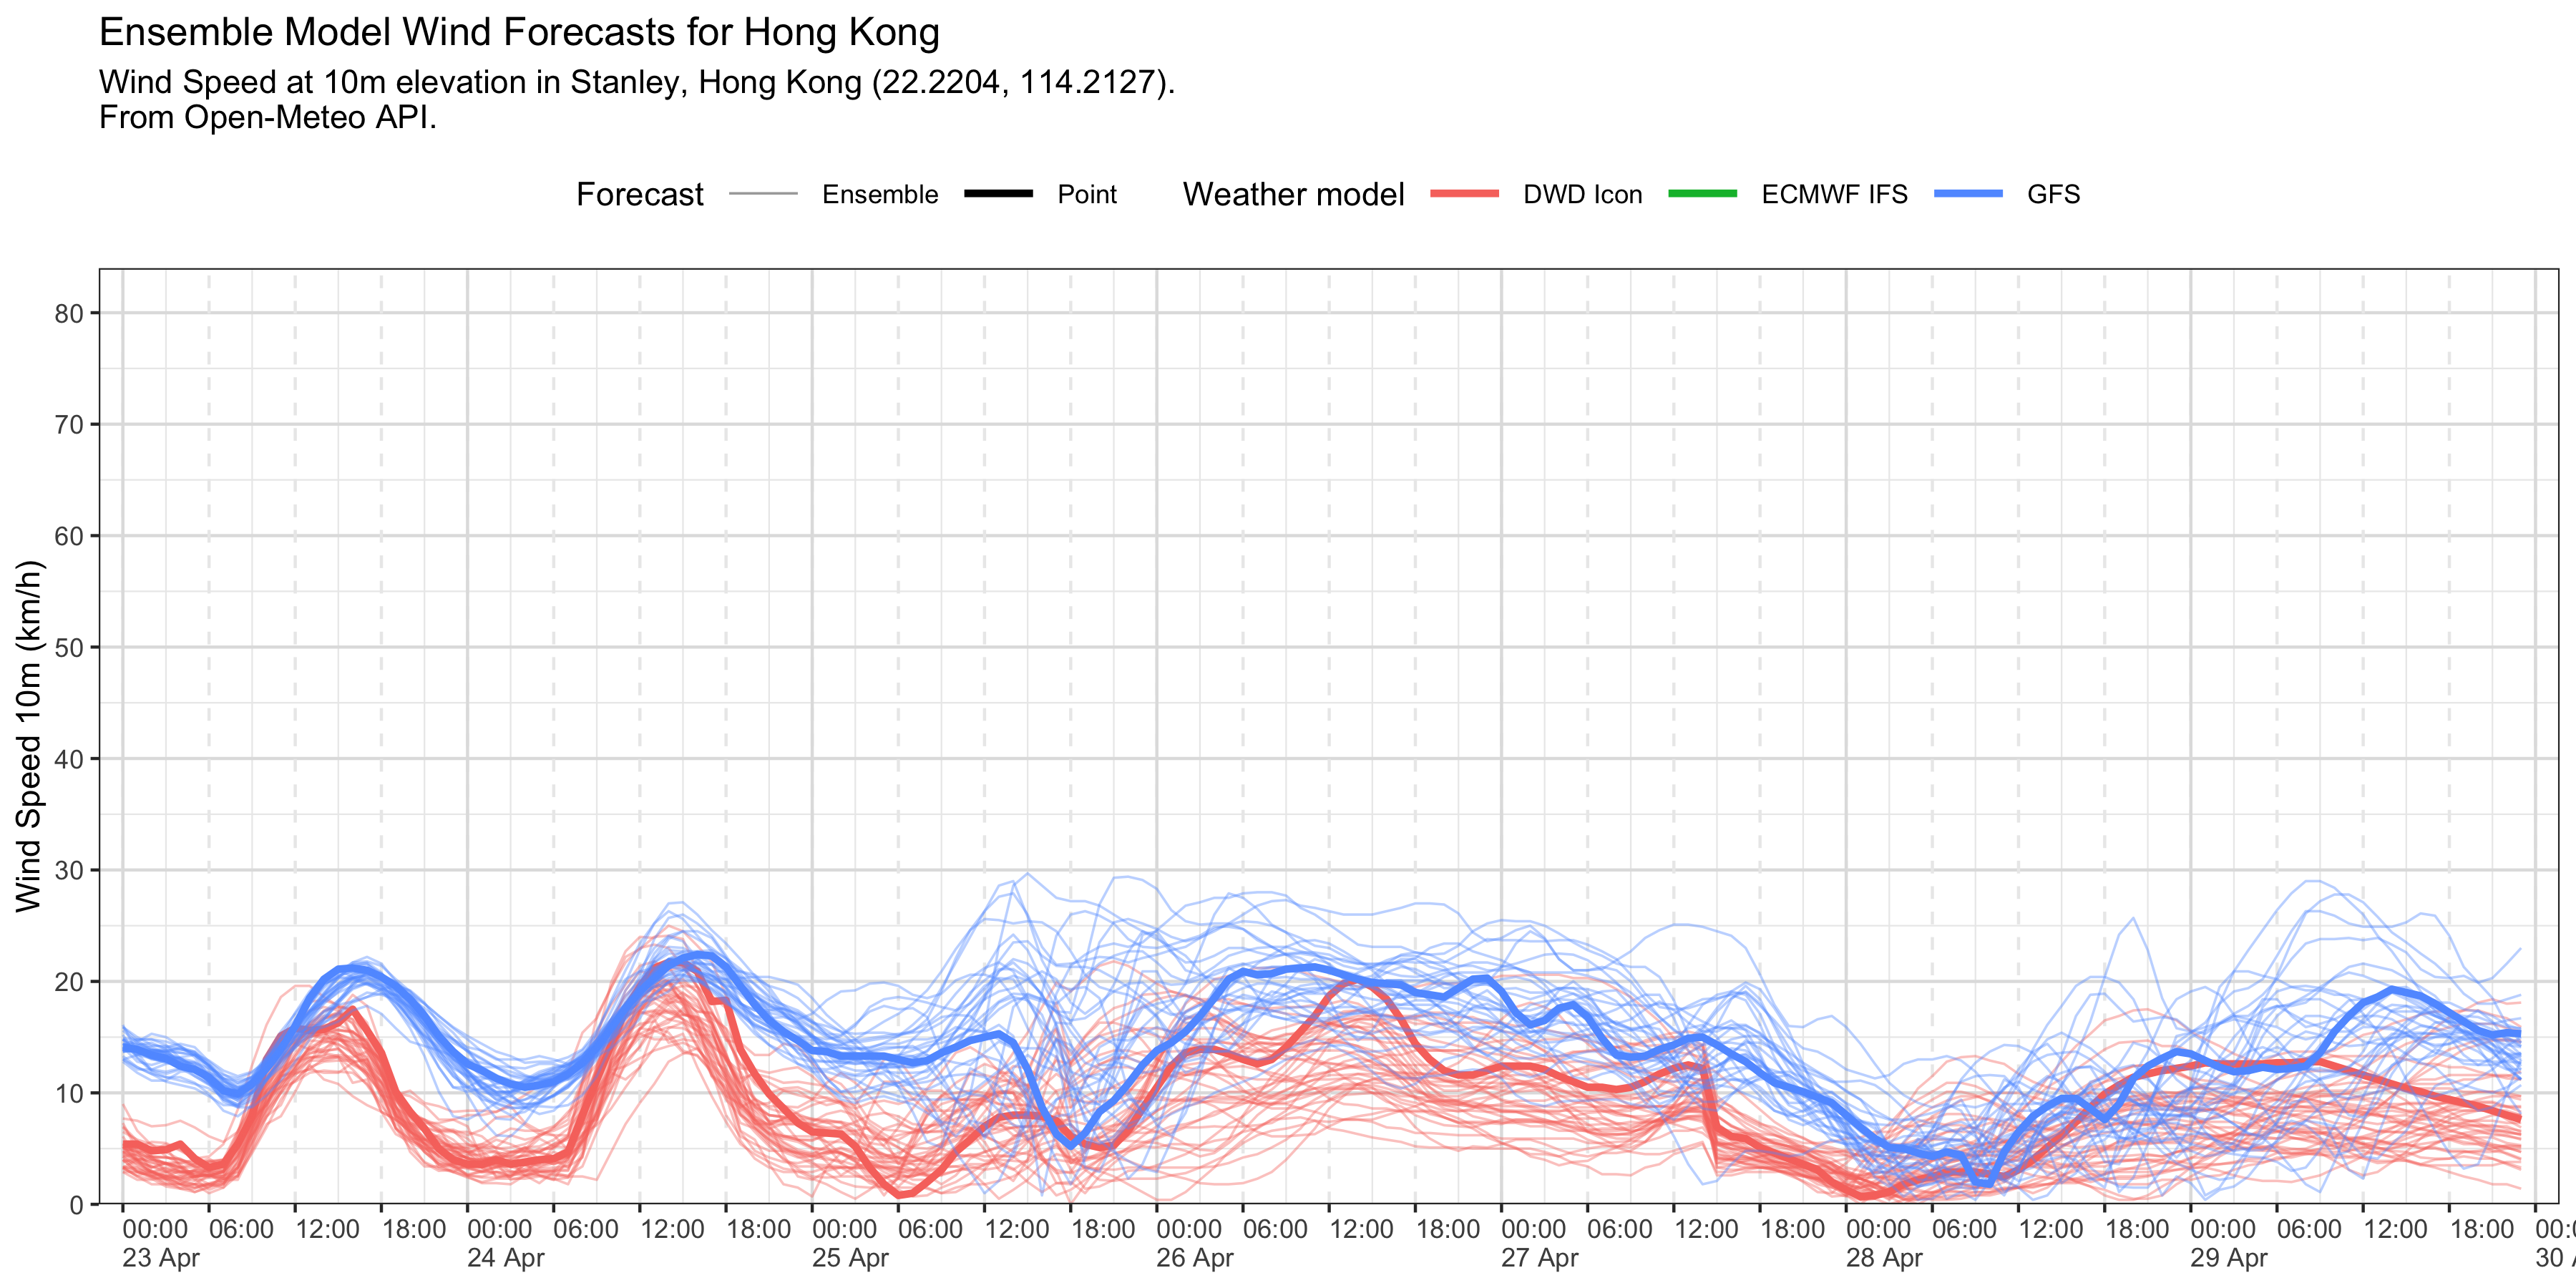 Ensemble Model Wind Forecasts for Hong Kong
Wind Speed at 10m elevation in Stanley, Hong Kong (22.2204, 114.2127).
From Open-Meteo API.
Forecast Ensemble Point Weather model DWD Icon ECMWF IFS GFS
Wind Speed 10m (km/h)
80
70
60
50
40
30
20
10
0
00:00 06:00 12:00 18:00 00:00 06:00 12:00 18:00 00:00 06:00 12:00 18:00 00:00 06:00 12:00 18:00 00:00 06:00 12:00 18:00 00:00 06:00 12:00 18:00 00:00 06:00 12:00 18:00 00:0
23 Apr 24 Apr 25 Apr 26 Apr 27 Apr 28 Apr 29 Apr 30